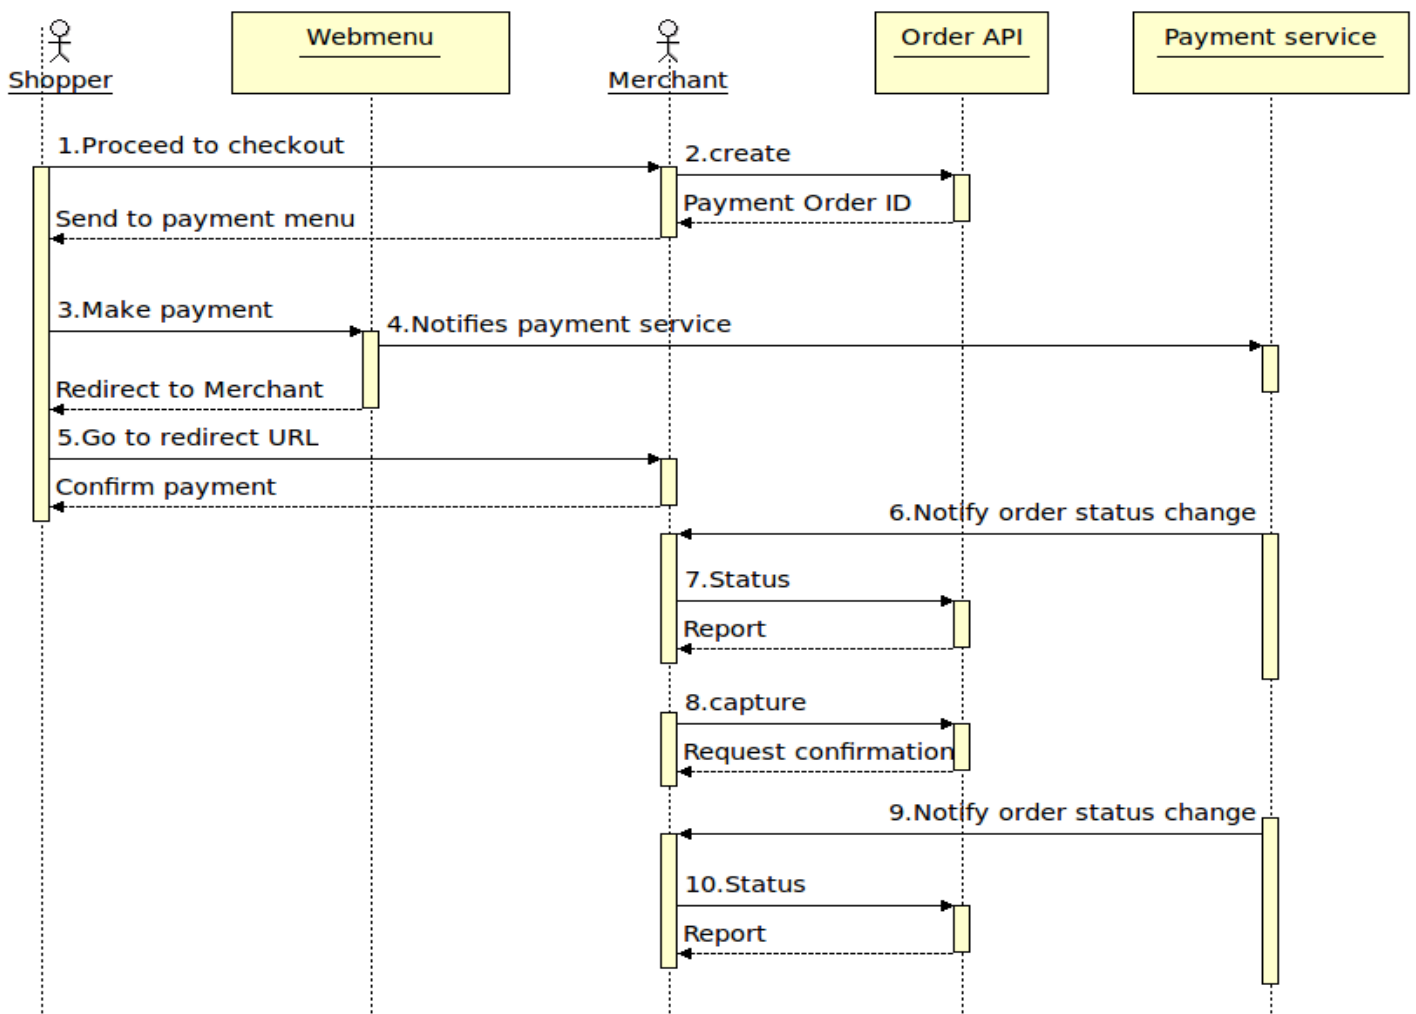 Shopper
Webmenu
Merchant
Order API
Payment service
1.Proceed to checkout
2.create
Payment Order ID
Send to payment menu
3.Make payment
4.Notifies payment service
Redirect to Merchant
5.Go to redirect URL
Confirm payment
6.Notify order status change
7.Status
Report
8.capture
Request confirmation
9.Notify order status change
10.Status
Report